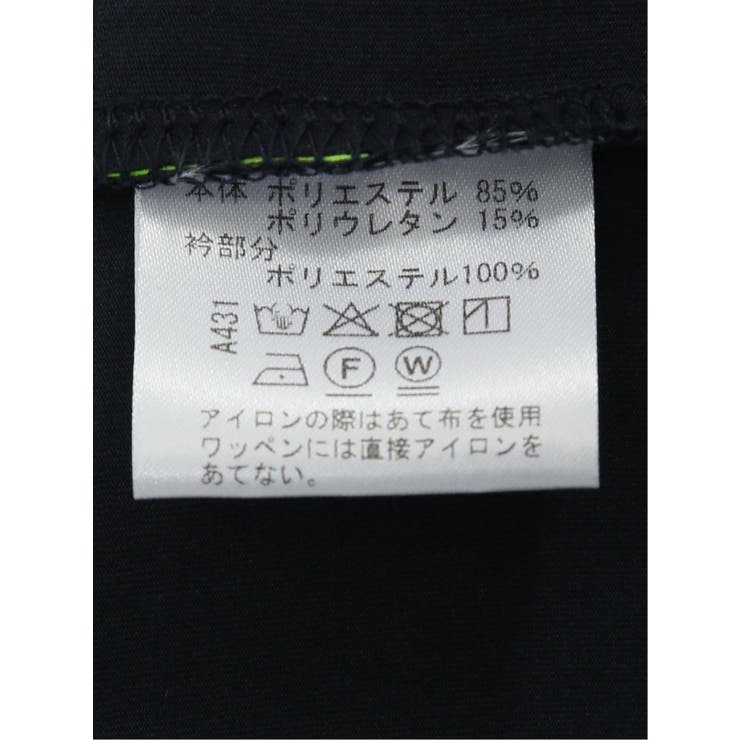 本体 ポリエステル 85%
ポリウレタン 15%
衿部分
ポリエステル100%
A431
F W
アイロンの際はあて布を使用
ワッペンには直接アイロンを
あてない。